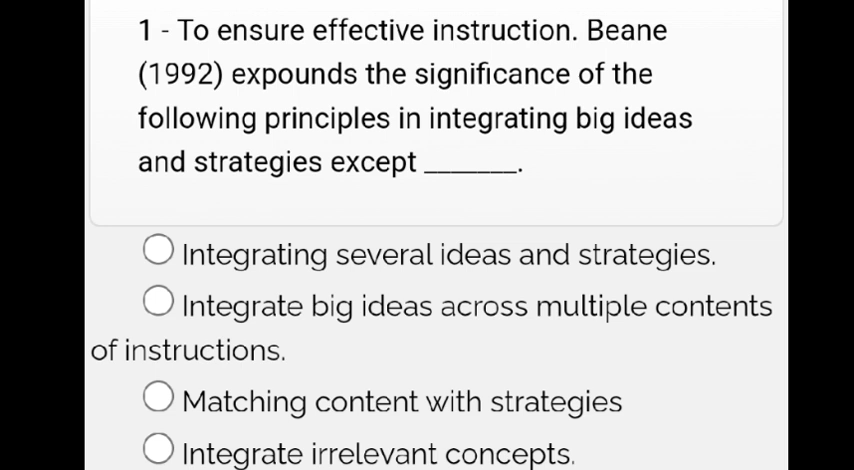 1 - To ensure effective instruction. Beane
(1992) expounds the significance of the
following principles in integrating big ideas
and strategies except _______.
Integrating several ideas and strategies.
Integrate big ideas across multiple contents
of instructions.
Matching content with strategies
Integrate irrelevant concepts.